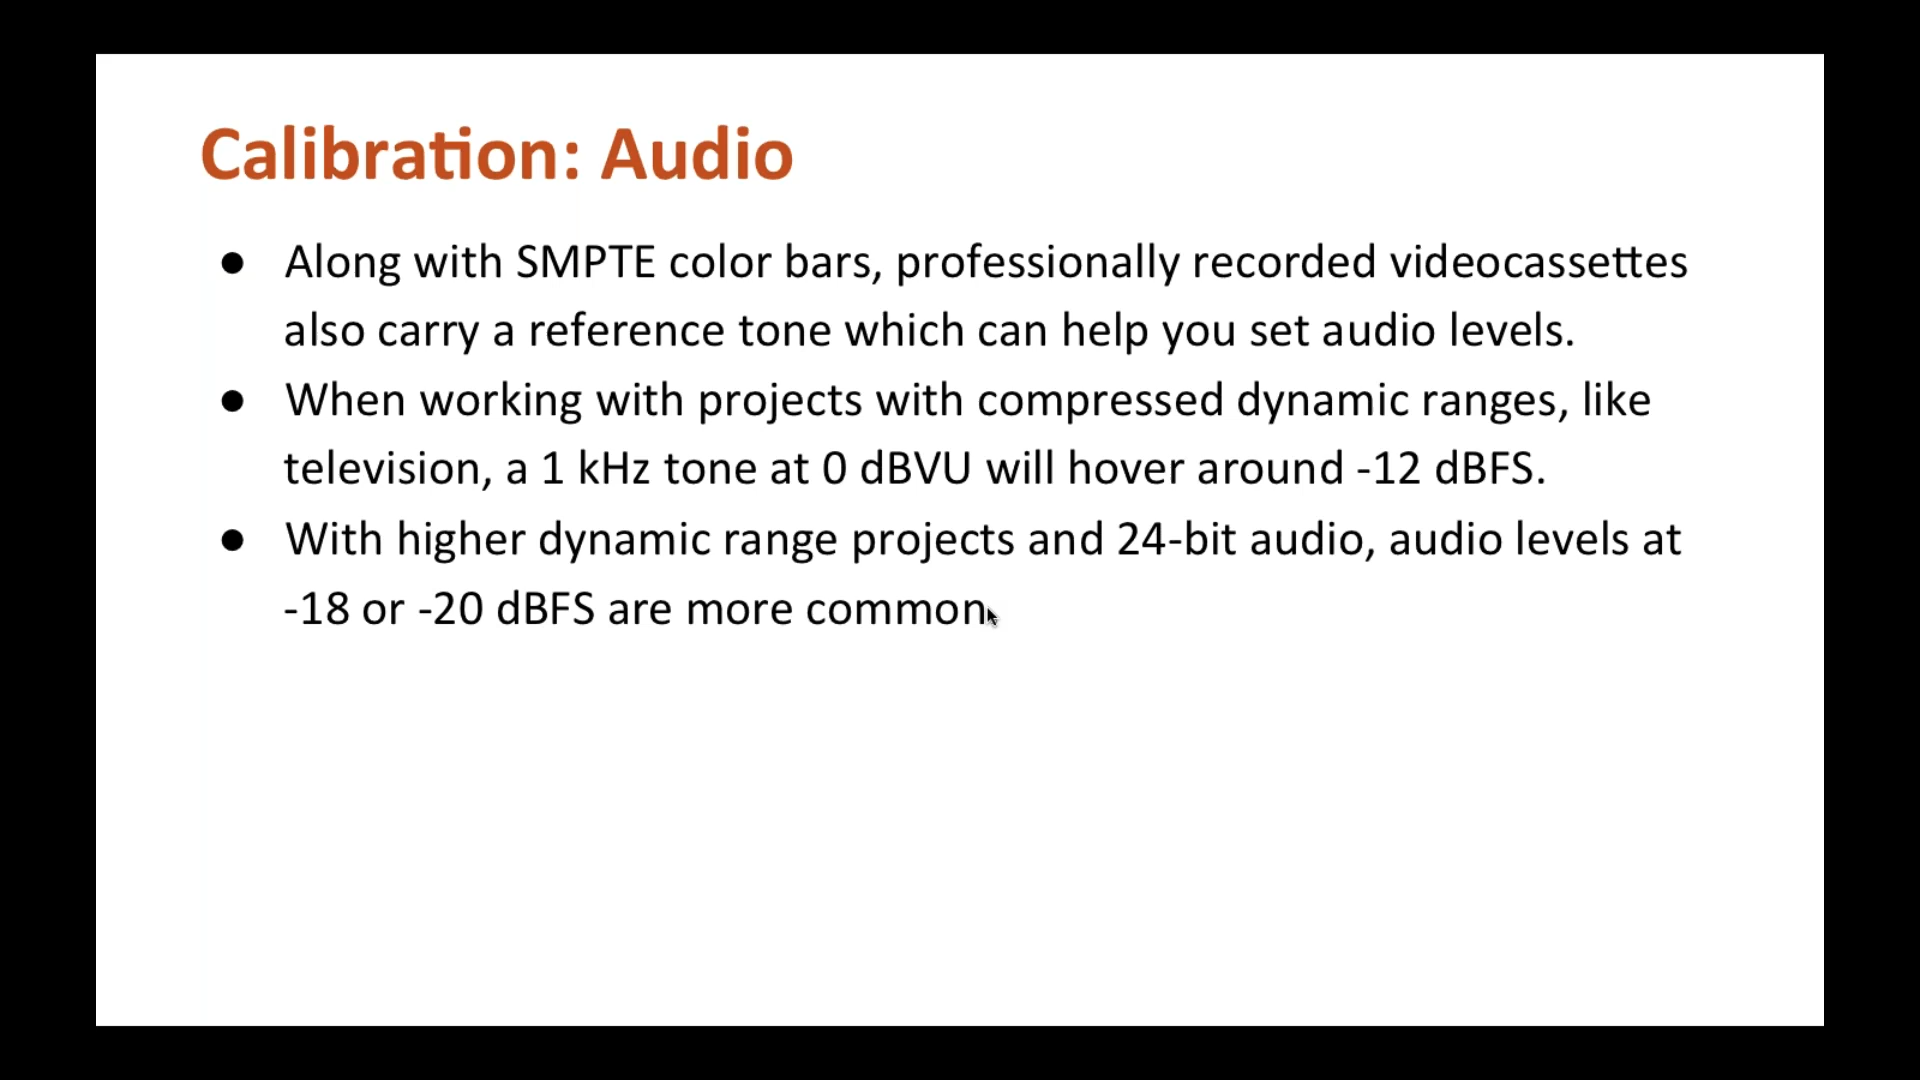 Calibration: Audio
● Along with SMPTE color bars, professionally recorded videocassettes
also carry a reference tone which can help you set audio levels.
● When working with projects with compressed dynamic ranges, like
television, a 1 kHz tone at 0 dBVU will hover around -12 dBFS.
● With higher dynamic range projects and 24-bit audio, audio levels at
-18 or -20 dBFS are more common.